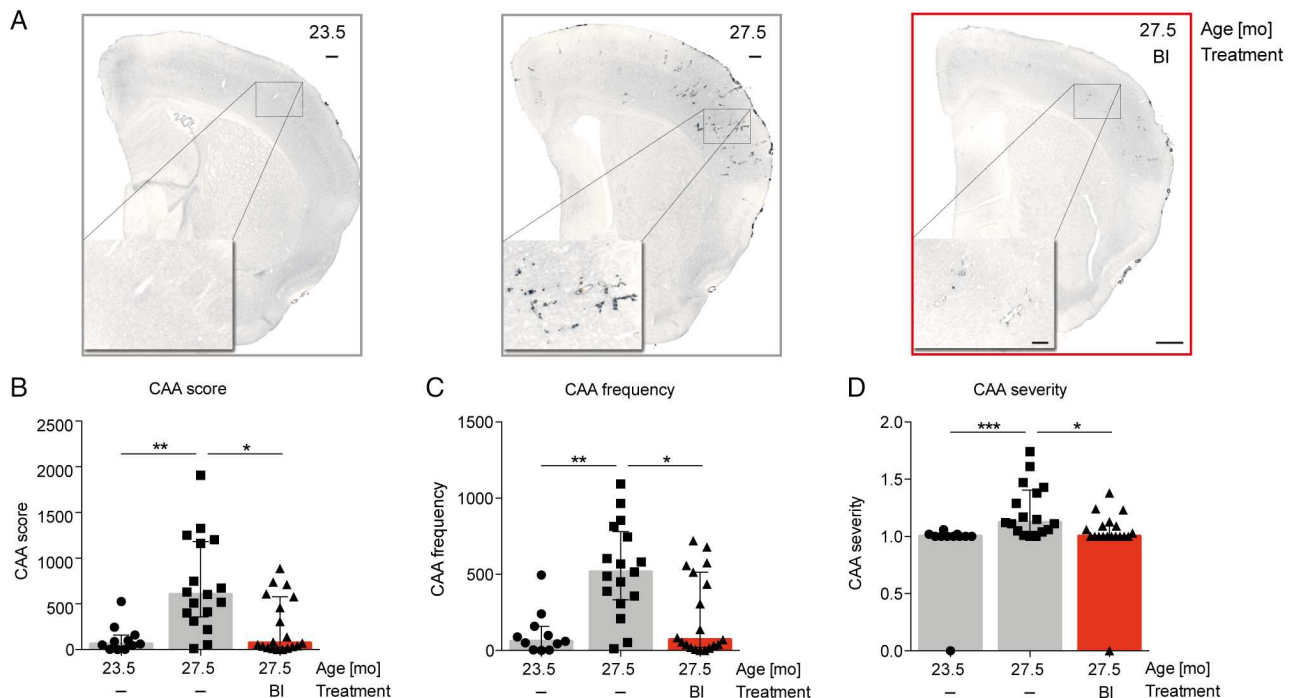 A
23.5
27.5
27.5 Age [mo]
BI Treatment
B
CAA score
CAA score
2500
2000
1500
1000
500
0
**
*
23.5 27.5 27.5 Age [mo]
– – BI Treatment
C
CAA frequency
CAA frequency
1500
1000
500
0
**
*
23.5 27.5 27.5 Age [mo]
– – BI Treatment
D
CAA severity
CAA severity
2.0
1.5
1.0
0.5
0.0
***
*
23.5 27.5 27.5 Age [mo]
– – BI Treatment